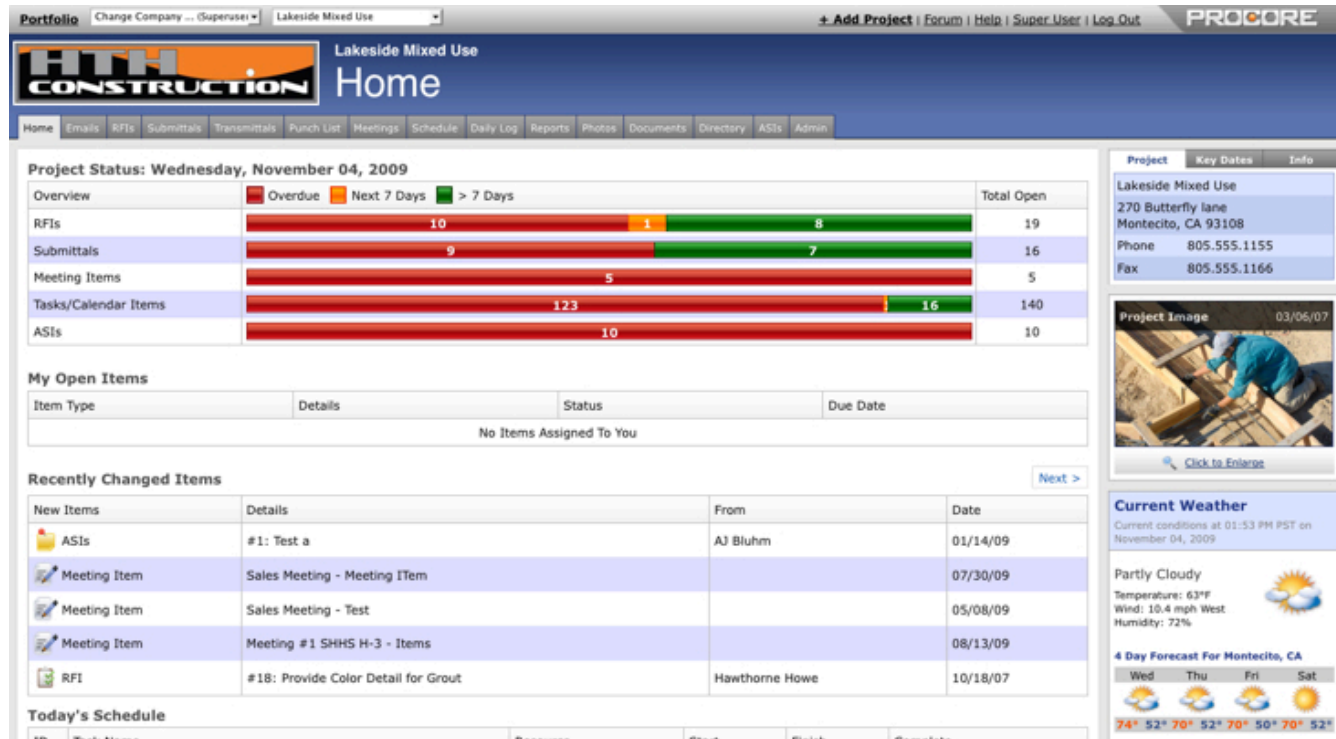 Portfolio Change Company ... (Superuser Lakeside Mixed Use + Add Project | Forum | Help | Super User | Log Out PROCORE
HTH
CONSTRUCTION
Lakeside Mixed Use
Home
Home Emails RFIs Submittals Transmittals Punch List Meetings Schedule Daily Log Reports Photos Documents Directory ASIs Admin
Project Status: Wednesday, November 04, 2009
Overview Overdue Next 7 Days > 7 Days Total Open
RFIs 10 1 8 19
Submittals 9 7 16
Meeting Items 5 5
Tasks/Calendar Items 123 16 140
ASIs 10 10
My Open Items
Item Type Details Status Due Date
No Items Assigned To You
Recently Changed Items Next >
New Items Details From Date
ASIs #1: Test a AJ Bluhm 01/14/09
Meeting Item Sales Meeting - Meeting ITem 07/30/09
Meeting Item Sales Meeting - Test 05/08/09
Meeting Item Meeting #1 SHHS H-3 - Items 08/13/09
RFI #18: Provide Color Detail for Grout Hawthorne Howe 10/18/07
Today's Schedule
Project Key Dates Info
Lakeside Mixed Use
270 Butterfly lane
Montecito, CA 93108
Phone 805.555.1155
Fax 805.555.1166
Project Image 03/06/07
Click to Enlarge
Current Weather
Current conditions at 01:53 PM PST on
November 04, 2009
Partly Cloudy
Temperature: 63°F
Wind: 10.4 mph West
Humidity: 72%
4 Day Forecast For Montecito, CA
Wed Thu Fri Sat
74° 52° 70° 52° 70° 50° 70° 52°